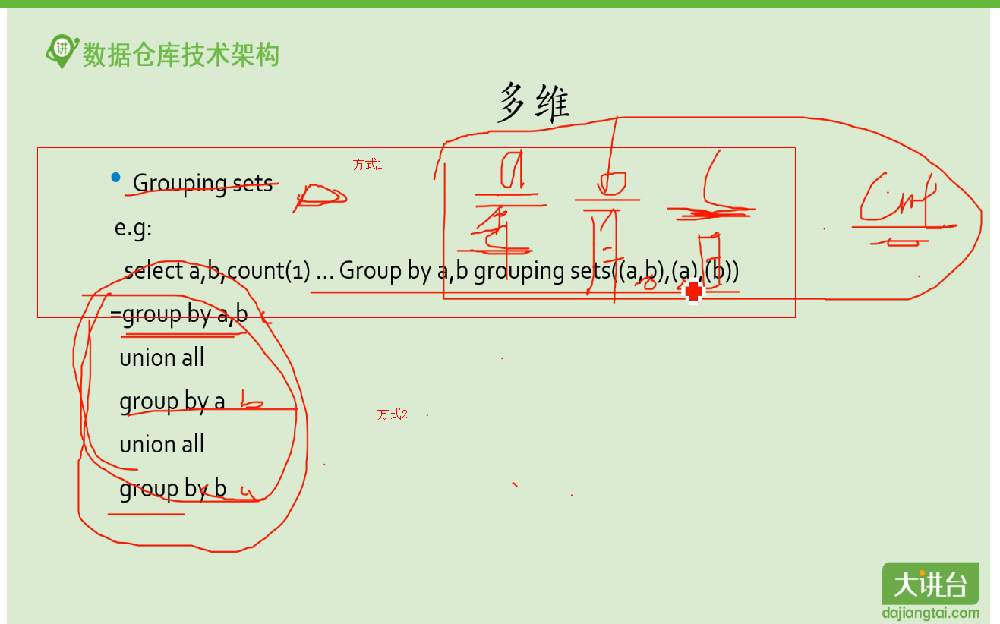 讲 数据仓库技术架构
多维
方式1
Grouping sets
a b c cnt
e.g:
select a,b,count(1) ... Group by a,b grouping sets((a,b),(a),(b))
=group by a,b c
union all
group by a b
方式2
union all
group by b
大讲台
dajiangtai.com